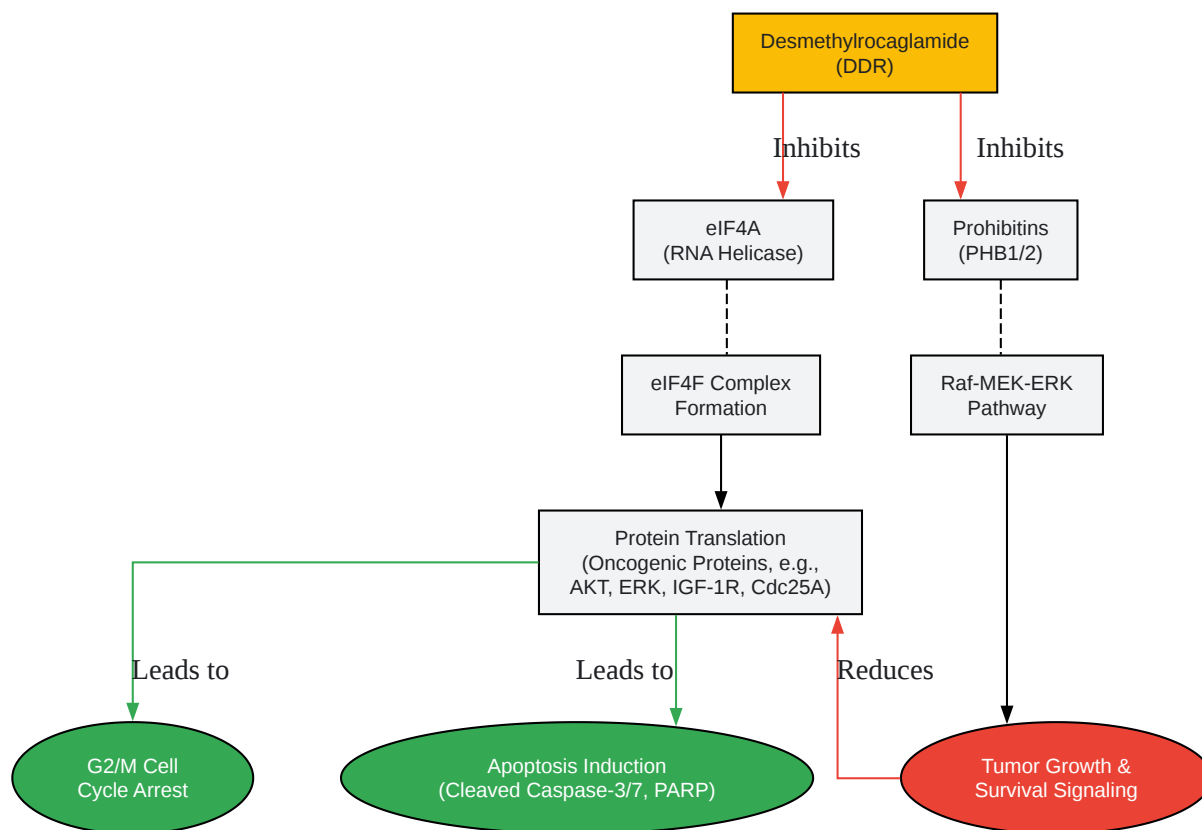 Desmethylrocaglamide
(DDR)
Inhibits
Inhibits
eIF4A
(RNA Helicase)
Prohibitins
(PHB1/2)
eIF4F Complex
Formation
Raf-MEK-ERK
Pathway
Protein Translation
(Oncogenic Proteins, e.g.,
AKT, ERK, IGF-1R, Cdc25A)
Leads to
Leads to
Reduces
G2/M Cell
Cycle Arrest
Apoptosis Induction
(Cleaved Caspase-3/7, PARP)
Tumor Growth &
Survival Signaling